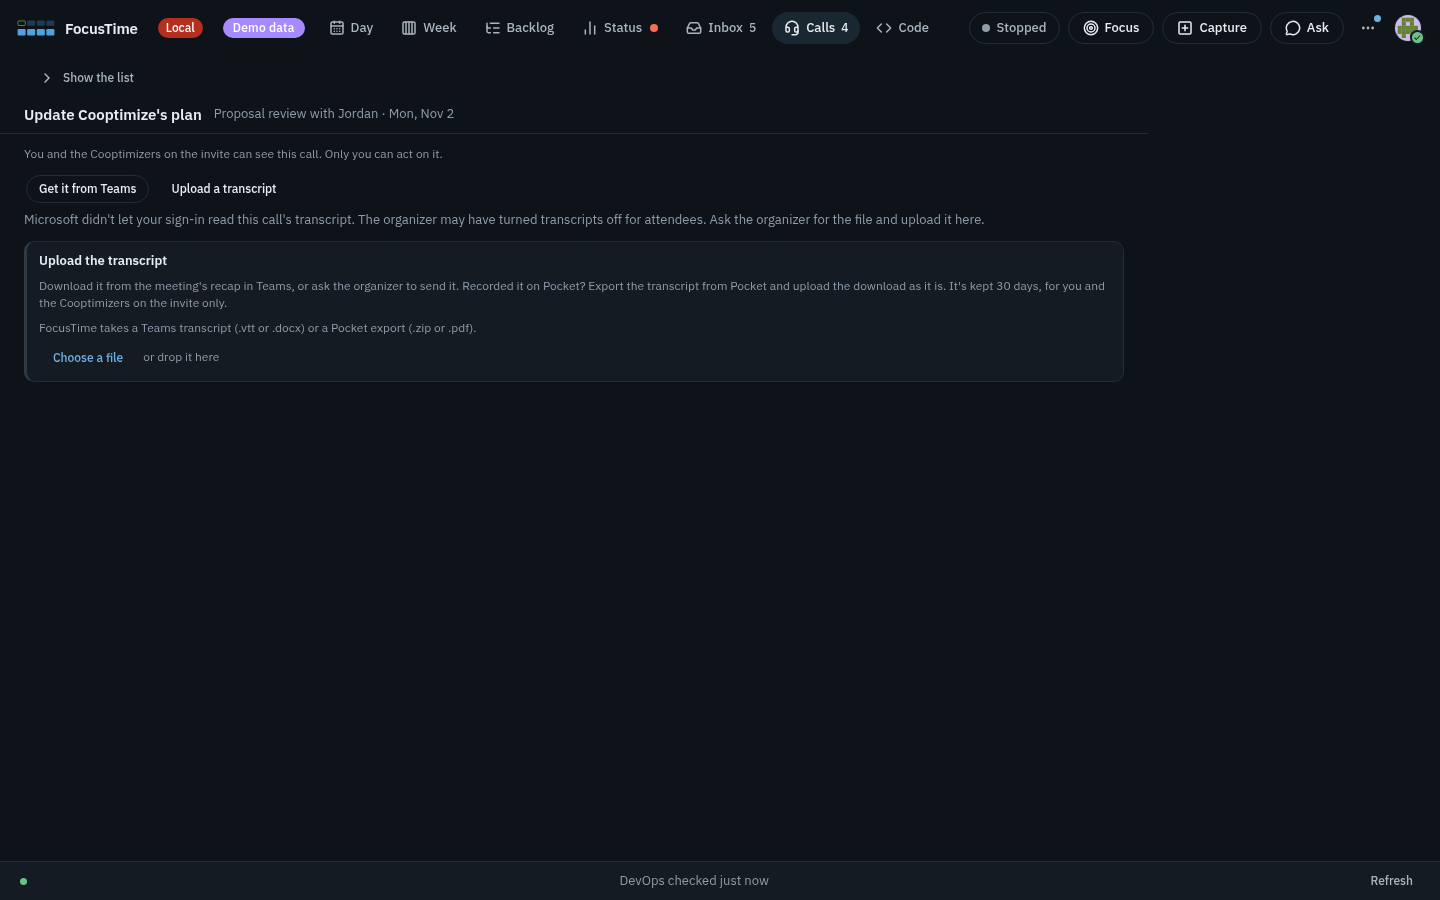 FocusTime
Local
Demo data
Day
Week
Backlog
Status
Inbox 5
Calls 4
Code
Stopped
Focus
Capture
Ask
Show the list
Update Cooptimize's plan
Proposal review with Jordan · Mon, Nov 2
You and the Cooptimizers on the invite can see this call. Only you can act on it.
Get it from Teams
Upload a transcript
Microsoft didn't let your sign-in read this call's transcript. The organizer may have turned transcripts off for attendees. Ask the organizer for the file and upload it here.
Upload the transcript
Download it from the meeting's recap in Teams, or ask the organizer to send it. Recorded it on Pocket? Export the transcript from Pocket and upload the download as it is. It's kept 30 days, for you and
the Cooptimizers on the invite only.
FocusTime takes a Teams transcript (.vtt or .docx) or a Pocket export (.zip or .pdf).
Choose a file
or drop it here
DevOps checked just now
Refresh